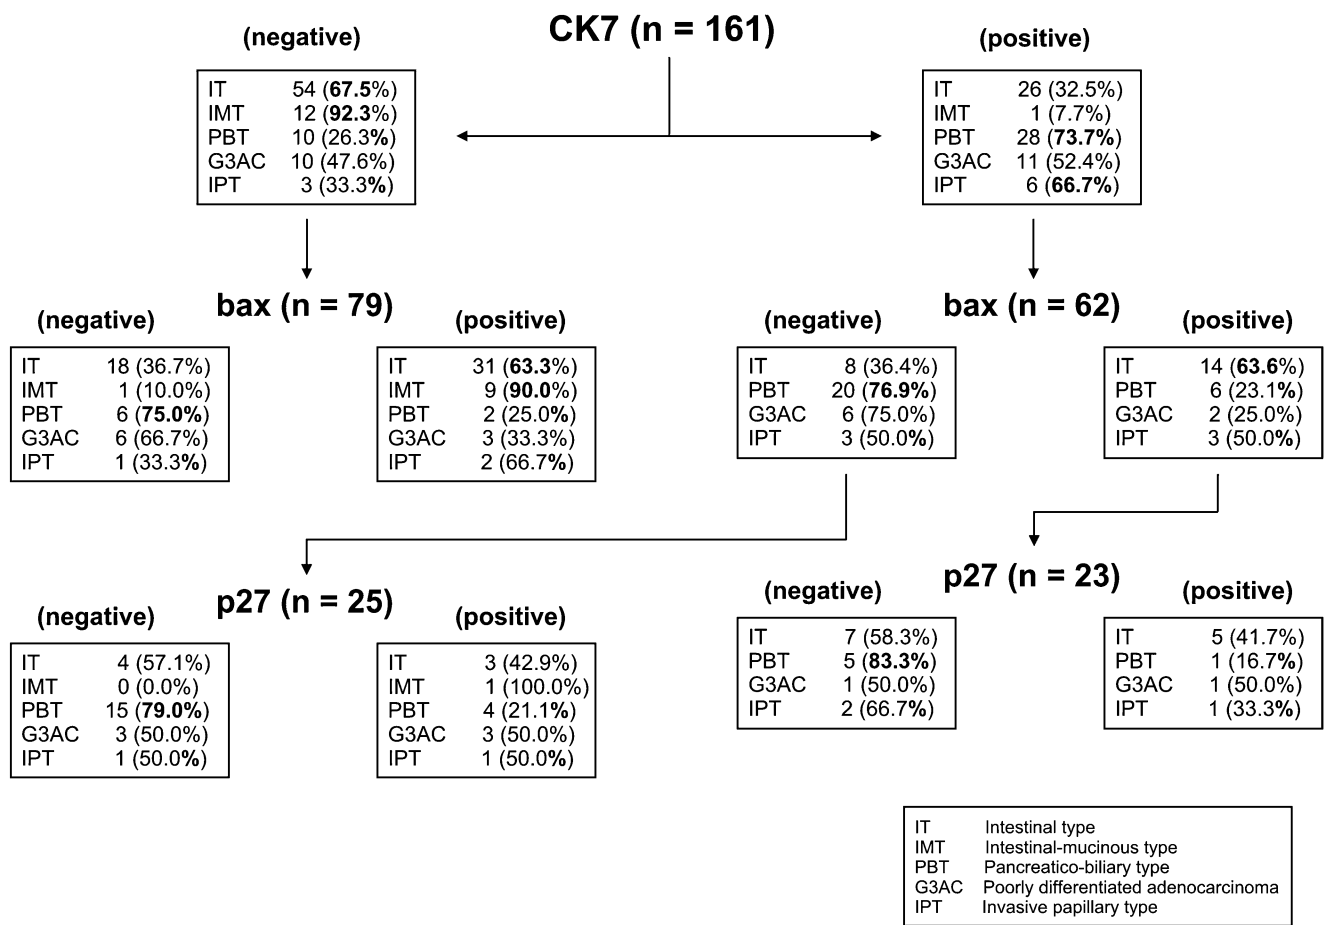 CK7 (n = 161)
(negative)
IT 54 (67.5%)
IMT 12 (92.3%)
PBT 10 (26.3%)
G3AC 10 (47.6%)
IPT 3 (33.3%)
(positive)
IT 26 (32.5%)
IMT 1 (7.7%)
PBT 28 (73.7%)
G3AC 11 (52.4%)
IPT 6 (66.7%)
bax (n = 79)
(negative)
IT 18 (36.7%)
IMT 1 (10.0%)
PBT 6 (75.0%)
G3AC 6 (66.7%)
IPT 1 (33.3%)
(positive)
IT 31 (63.3%)
IMT 9 (90.0%)
PBT 2 (25.0%)
G3AC 3 (33.3%)
IPT 2 (66.7%)
bax (n = 62)
(negative)
IT 8 (36.4%)
PBT 20 (76.9%)
G3AC 6 (75.0%)
IPT 3 (50.0%)
(positive)
IT 14 (63.6%)
PBT 6 (23.1%)
G3AC 2 (25.0%)
IPT 3 (50.0%)
p27 (n = 25)
(negative)
IT 4 (57.1%)
IMT 0 (0.0%)
PBT 15 (79.0%)
G3AC 3 (50.0%)
IPT 1 (50.0%)
(positive)
IT 3 (42.9%)
IMT 1 (100.0%)
PBT 4 (21.1%)
G3AC 3 (50.0%)
IPT 1 (50.0%)
p27 (n = 23)
(negative)
IT 7 (58.3%)
PBT 5 (83.3%)
G3AC 1 (50.0%)
IPT 2 (66.7%)
(positive)
IT 5 (41.7%)
PBT 1 (16.7%)
G3AC 1 (50.0%)
IPT 1 (33.3%)
IT Intestinal type
IMT Intestinal-mucinous type
PBT Pancreatico-biliary type
G3AC Poorly differentiated adenocarcinoma
IPT Invasive papillary type